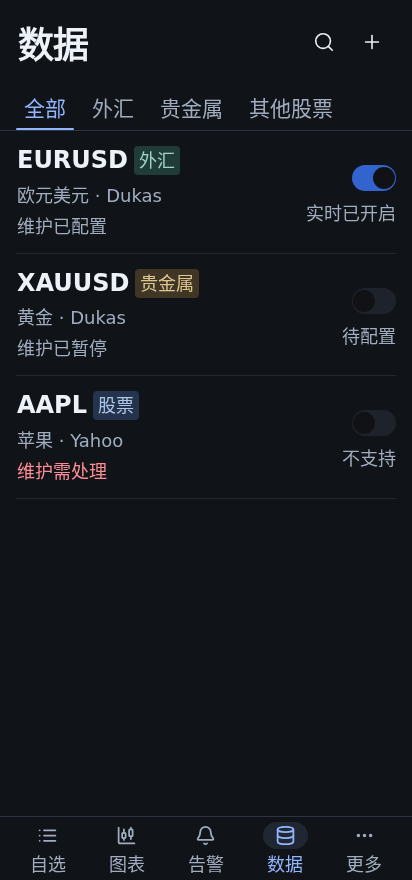 数据
全部 外汇 贵金属 其他股票
EURUSD 外汇
欧元美元 · Dukas
维护已配置
实时已开启
XAUUSD 贵金属
黄金 · Dukas
维护已暂停
待配置
AAPL 股票
苹果 · Yahoo
维护需处理
不支持
自选 图表 告警 数据 更多